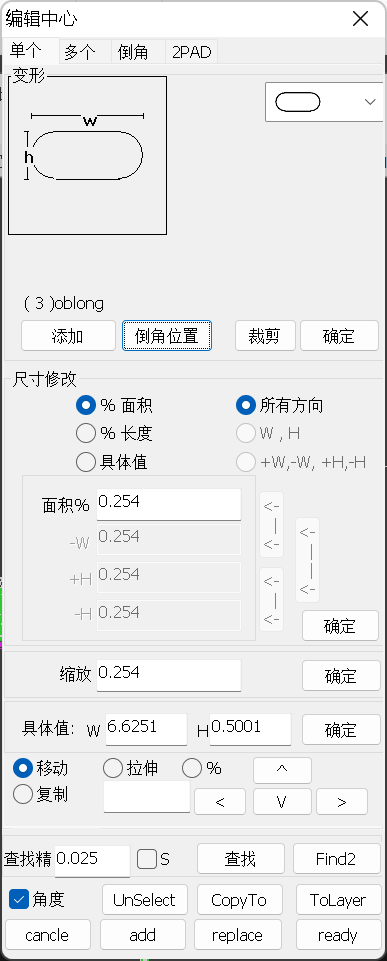 编辑中心
单个 多个 倒角 2PAD
变形
w
h
( 3 )oblong
添加 倒角位置 裁剪 确定
尺寸修改
% 面积 所有方向
% 长度 W , H
具体值 +W,-W, +H,-H
面积% 0.254
-W 0.254
+H 0.254
-H 0.254
<-
|
<-
<-
|
<-
<-
|
|
<-
确定
缩放 0.254 确定
具体值: W 6.6251 H 0.5001 确定
移动 拉伸 % ^
复制 < V >
查找精 0.025 S 查找 Find2
角度 UnSelect CopyTo ToLayer
cancle add replace ready